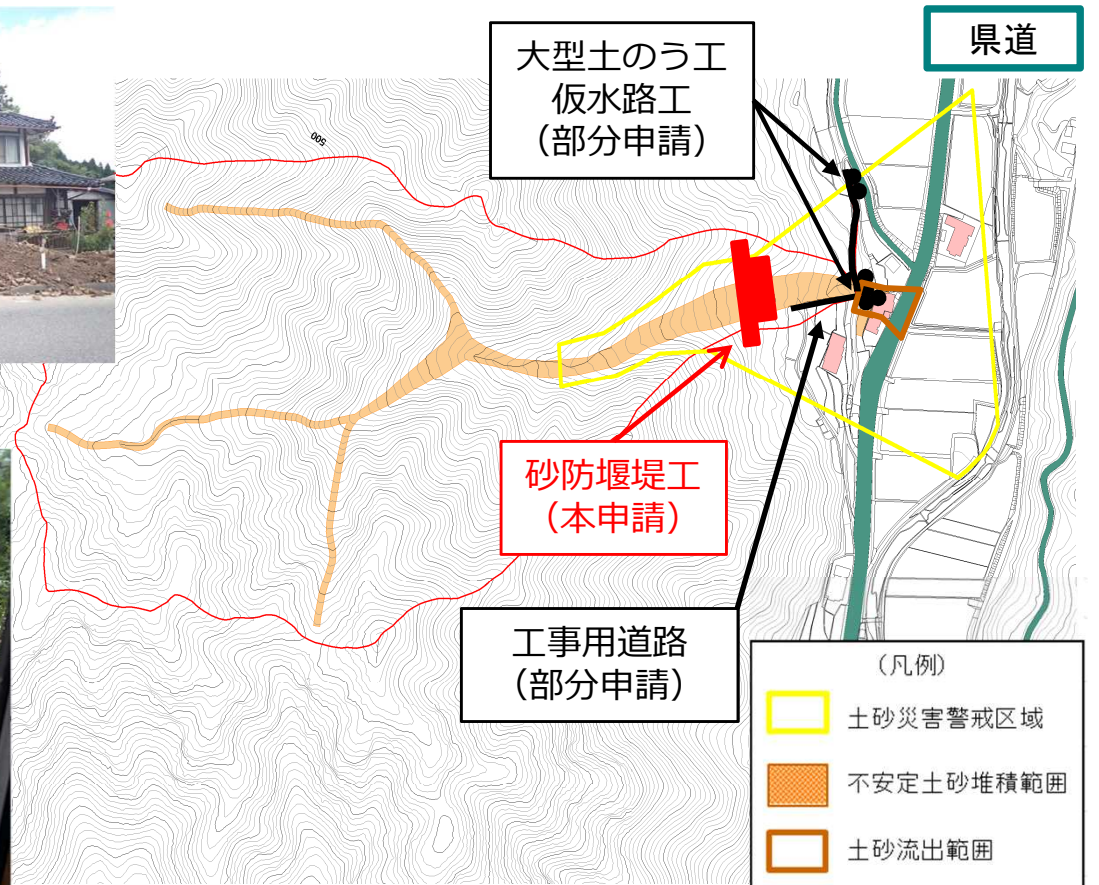 県道
大型土のう工
仮水路工
(部分申請)
500
砂防堰堤工
(本申請)
工事用道路
(部分申請)
(凡例)
土砂災害警戒区域
不安定土砂堆積範囲
土砂流出範囲